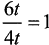 6t/4t = 1